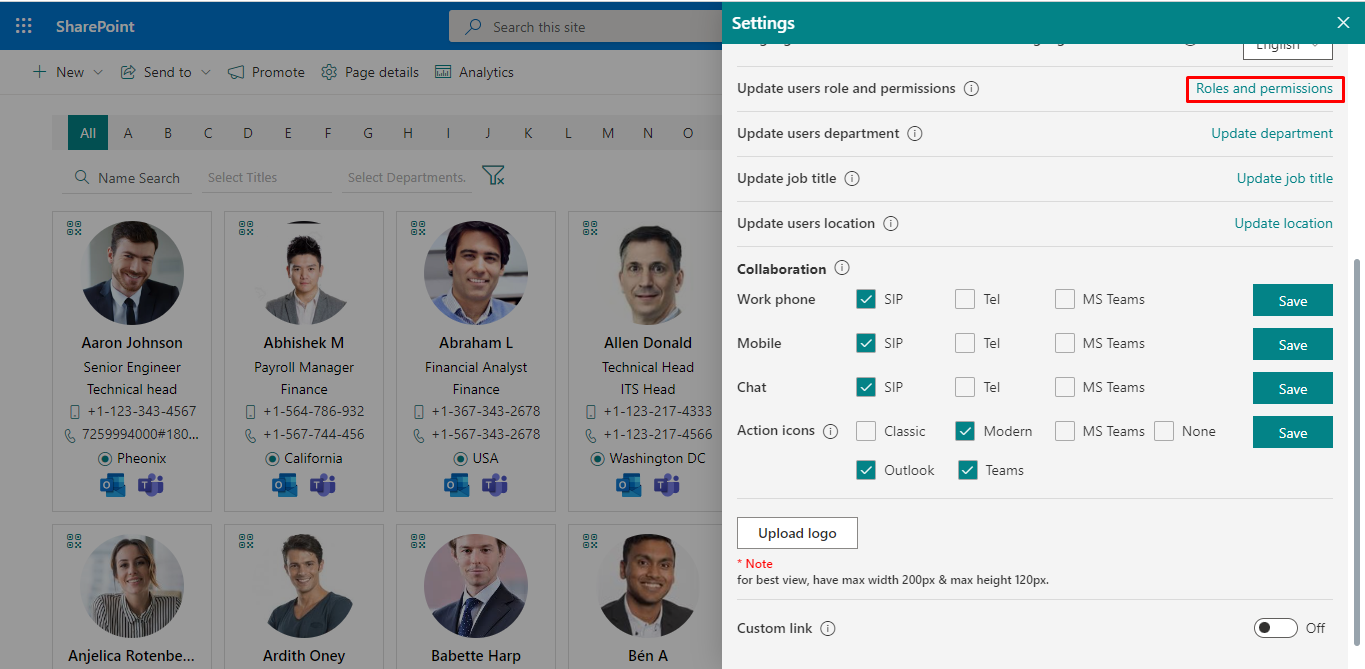 SharePoint
Search this site
New
Send to
Promote
Page details
Analytics
All A B C D E F G H I J K L M N O
Name Search
Select Titles
Select Departments.
Aaron Johnson
Senior Engineer
Technical head
+1-123-343-4567
7259994000#180...
Pheonix
Abhishek M
Payroll Manager
Finance
+1-564-786-932
+1-567-744-456
California
Abraham L
Financial Analyst
Finance
+1-367-343-2678
+1-267-343-2678
USA
Allen Donald
Technical Head
ITS Head
+1-123-217-4333
+1-123-217-4566
Washington DC
Anjelica Rotenbe...
Ardith Oney
Babette Harp
Bén A
Settings
English
Update users role and permissions
Roles and permissions
Update users department
Update department
Update job title
Update job title
Update users location
Update location
Collaboration
Work phone SIP Tel MS Teams Save
Mobile SIP Tel MS Teams Save
Chat SIP Tel MS Teams Save
Action icons Classic Modern MS Teams None Save
Outlook Teams
Upload logo
* Note
for best view, have max width 200px & max height 120px.
Custom link Off